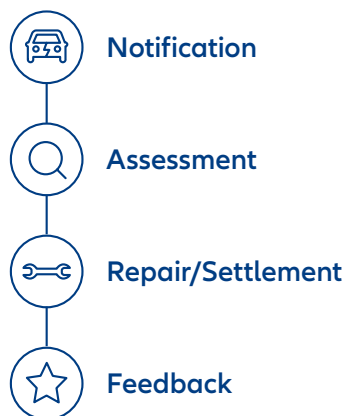 Notification
Assessment
Repair/Settlement
Feedback